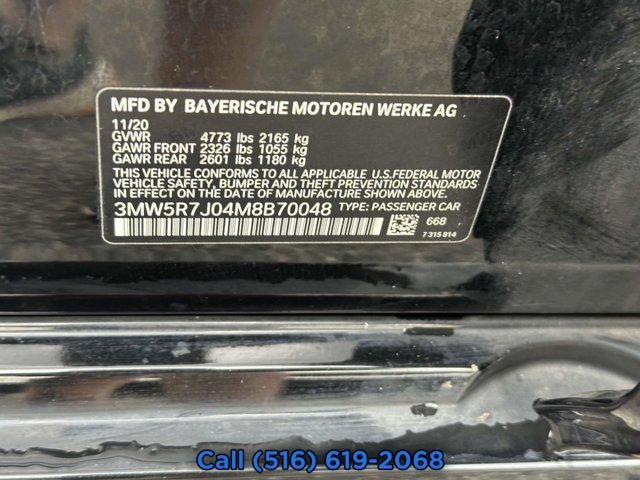 MFD BY BAYERISCHE MOTOREN WERKE AG
11/20
GVWR 4773 lbs 2165 kg
GAWR FRONT 2326 lbs 1055 kg
GAWR REAR 2601 lbs 1180 kg
THIS VEHICLE CONFORMS TO ALL APPLICABLE U.S.FEDERAL MOTOR
VEHICLE SAFETY, BUMPER AND THEFT PREVENTION STANDARDS
IN EFFECT ON THE DATE OF MANUFACTURE SHOWN ABOVE.
3MW5R7J04M8B70048 TYPE: PASSENGER CAR
668
7 315 814
Call (516) 619-2068